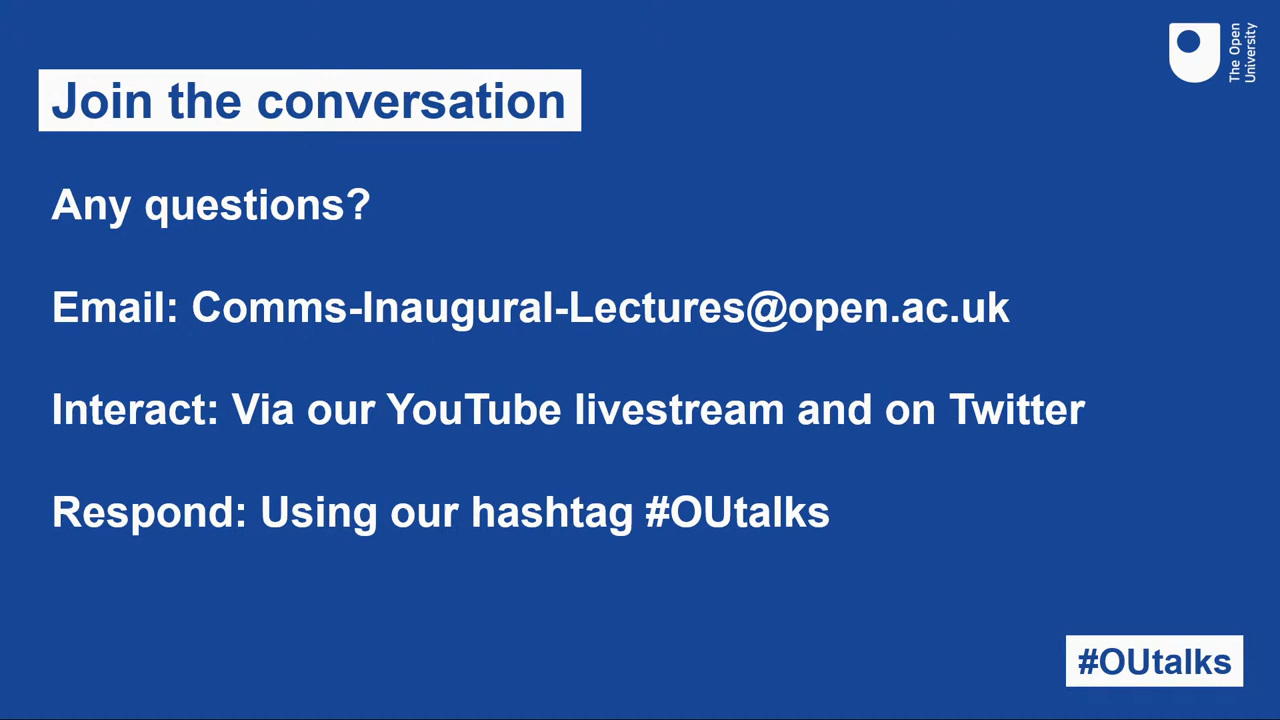 The Open
University
Join the conversation
Any questions?
Email: Comms-Inaugural-Lectures@open.ac.uk
Interact: Via our YouTube livestream and on Twitter
Respond: Using our hashtag #OUtalks
#OUtalks